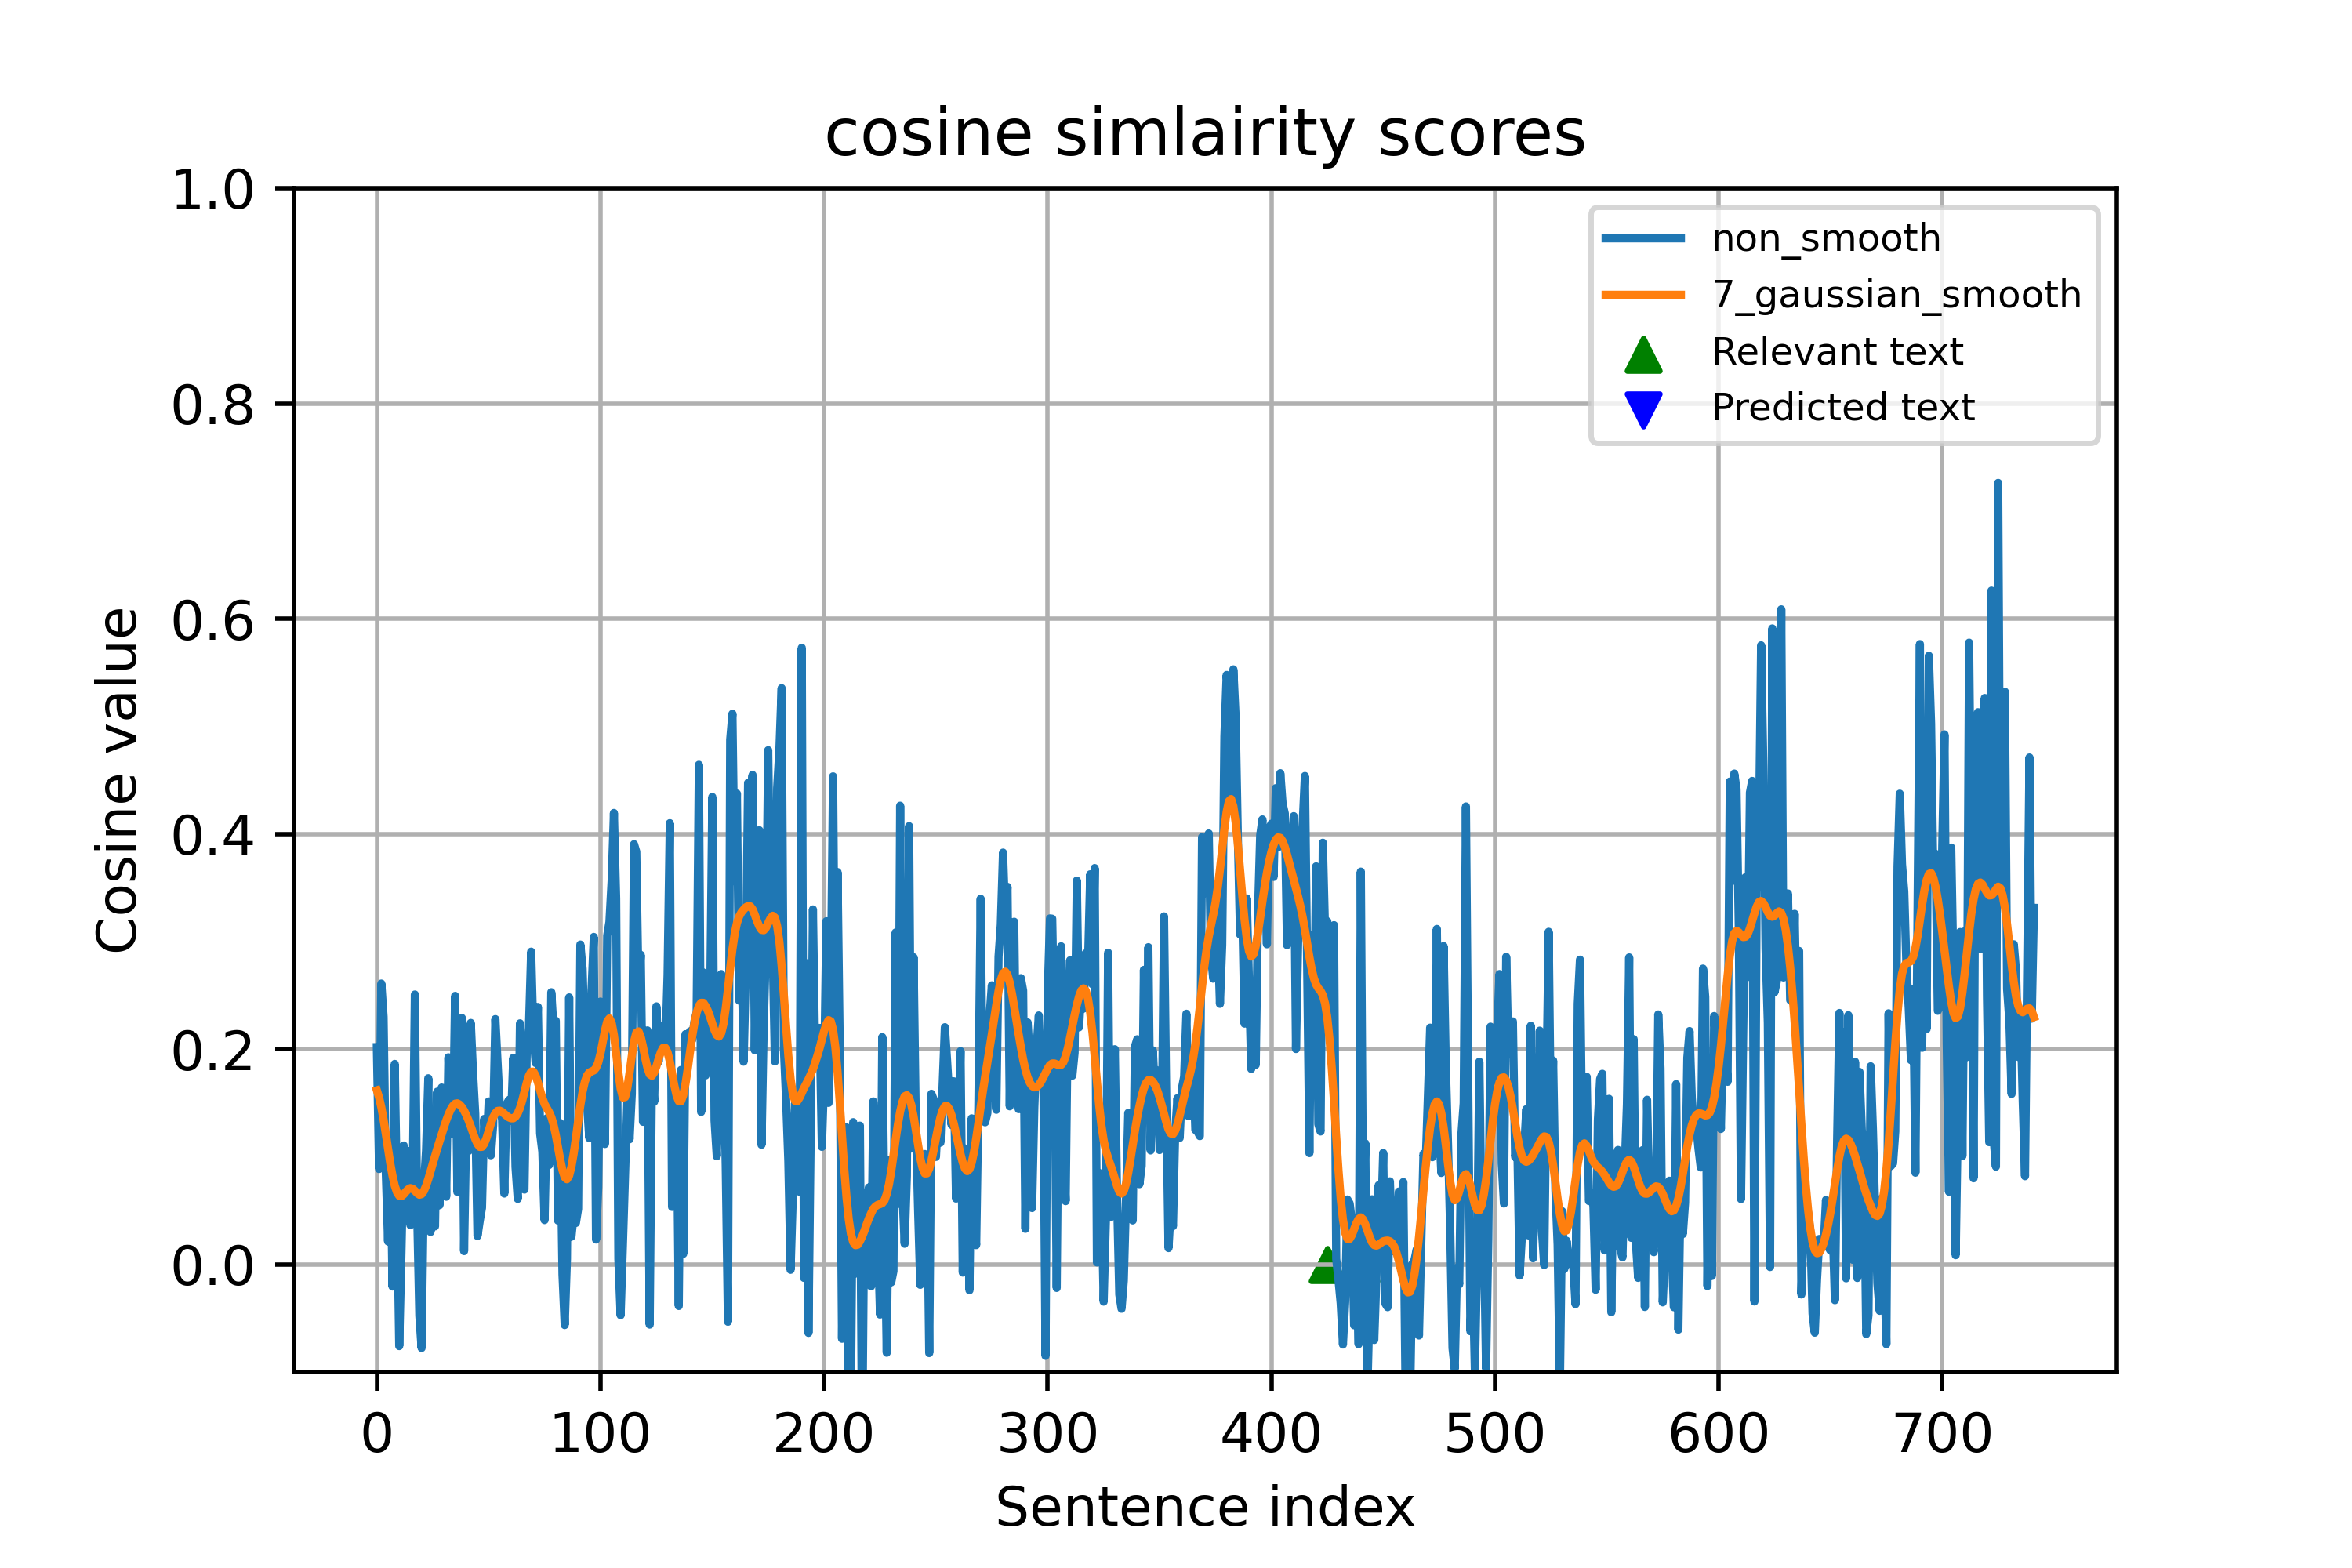 cosine simlairity scores
1.0
0.8
0.6
0.4
0.2
0.0
Cosine value
non_smooth
7_gaussian_smooth
Relevant text
Predicted text
0 100 200 300 400 500 600 700
Sentence index